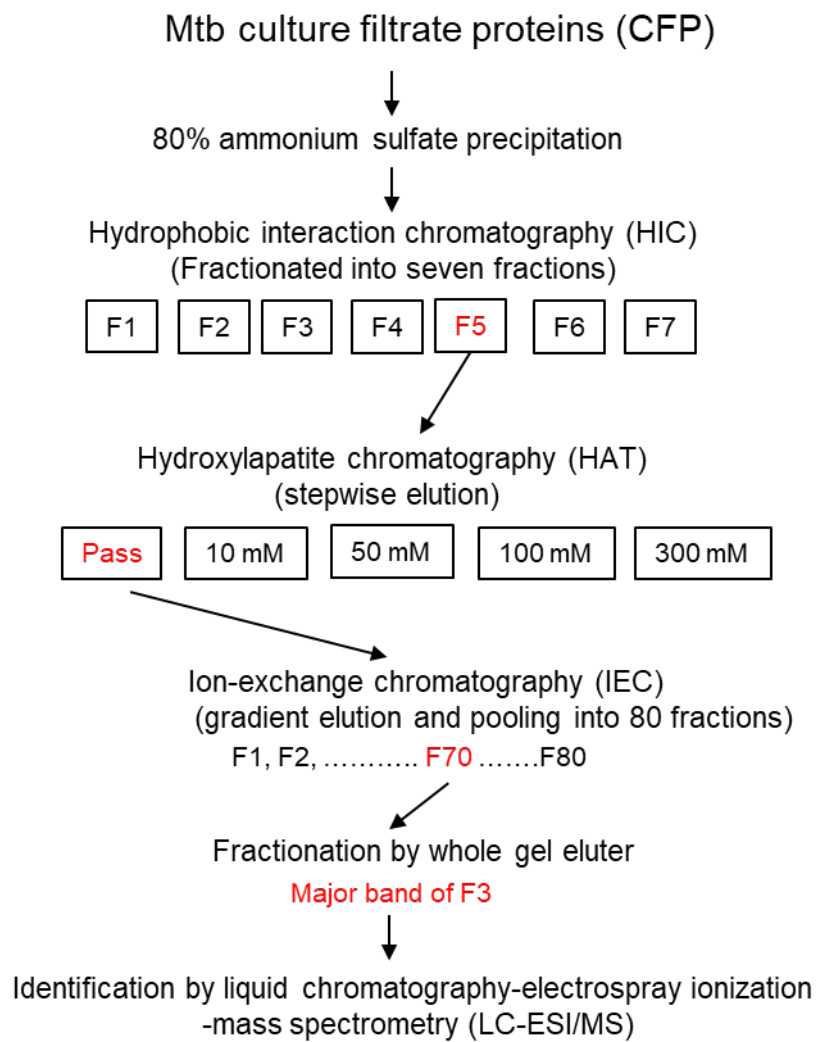 Mtb culture filtrate proteins (CFP)
80% ammonium sulfate precipitation
Hydrophobic interaction chromatography (HIC)
(Fractionated into seven fractions)
F1 F2 F3 F4 F5 F6 F7
Hydroxylapatite chromatography (HAT)
(stepwise elution)
Pass 10 mM 50 mM 100 mM 300 mM
Ion-exchange chromatography (IEC)
(gradient elution and pooling into 80 fractions)
F1, F2, ……….. F70 …….F80
Fractionation by whole gel eluter
Major band of F3
Identification by liquid chromatography-electrospray ionization
-mass spectrometry (LC-ESI/MS)